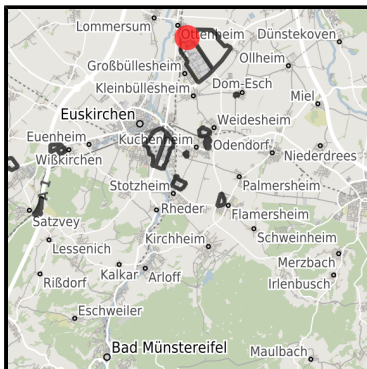 Lommersum
Ottenheim
Dünstekoven
Ollheim
Großbüllesheim
Kleinbüllesheim
Dom-Esch
Miel
Euskirchen
Weidesheim
Euenheim
Kuchenheim
Odendorf
Wißkirchen
Niederdrees
Stotzheim
Palmersheim
Rheder
Flamersheim
Satzvey
Schweinheim
Lessenich
Kirchheim
Merzbach
Kalkar
Arloff
Rißdorf
Irlenbusch
Eschweiler
Bad Münstereifel
Maulbach